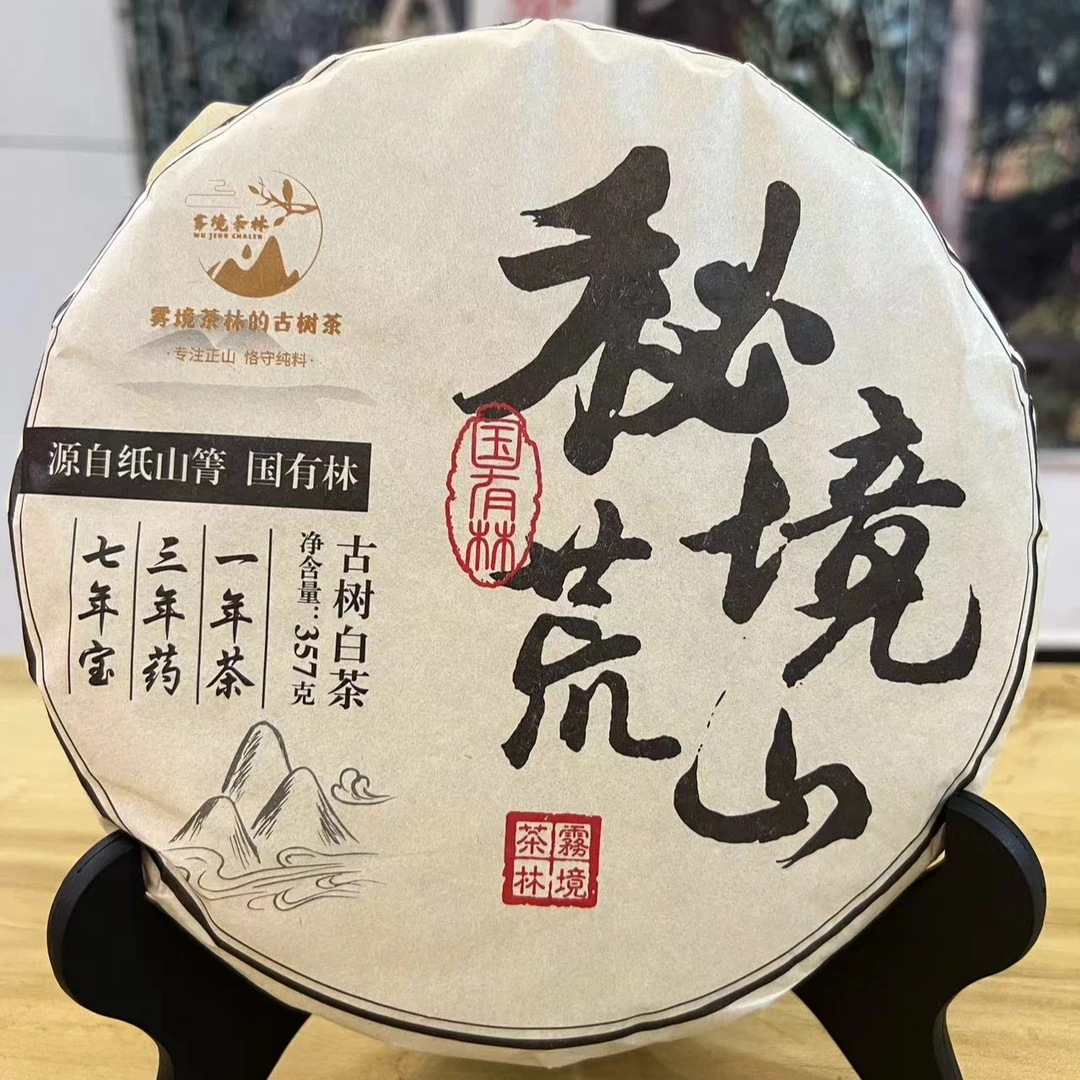 雾境茶林
WU JING CHALIN
雾境茶林的古树茶
·专注正山 恪守纯料·
源自纸山箐 国有林
古树白茶
净含量:357克
一年茶
三年药
七年宝
秘境
荒山
国有林
霧境
茶林